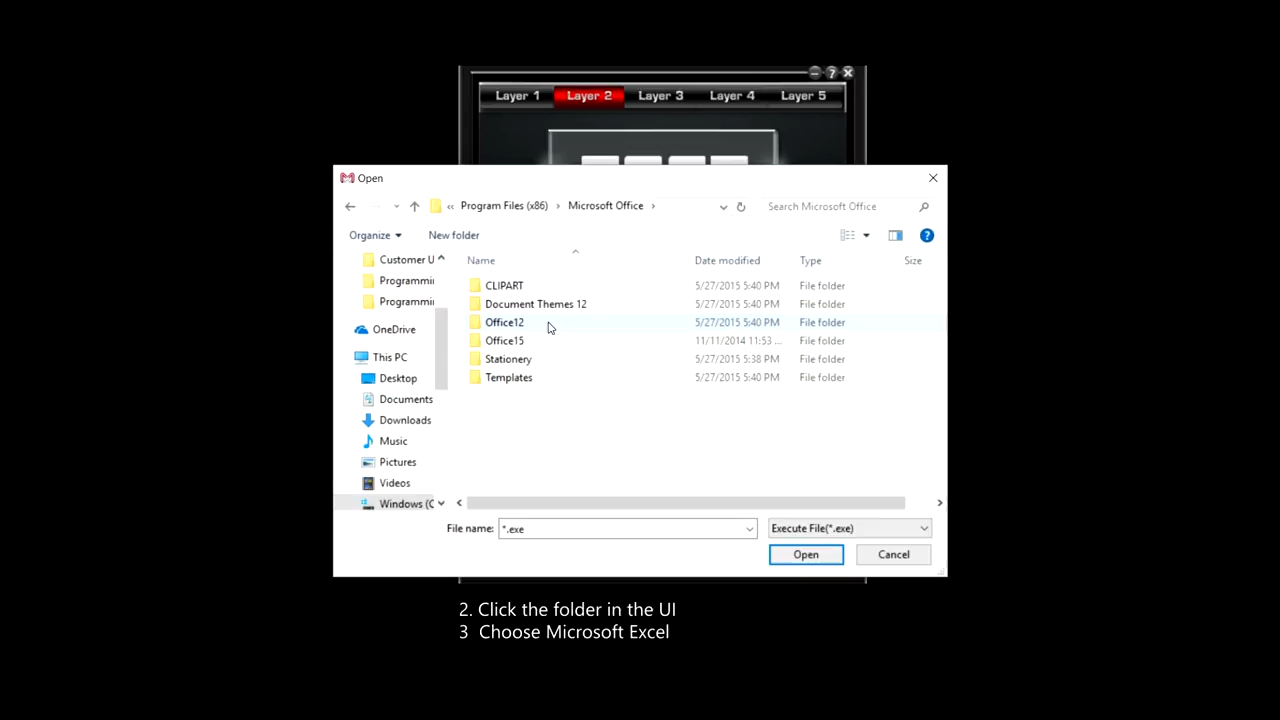 Layer 1 Layer 2 Layer 3 Layer 4 Layer 5
Open
« Program Files (x86) › Microsoft Office ›
Search Microsoft Office
Organize New folder
Name Date modified Type Size
Customer U
Programmi
Programmi
OneDrive
This PC
Desktop
Documents
Downloads
Music
Pictures
Videos
Windows (C
CLIPART 5/27/2015 5:40 PM File folder
Document Themes 12 5/27/2015 5:40 PM File folder
Office12 5/27/2015 5:40 PM File folder
Office15 11/11/2014 11:53 ... File folder
Stationery 5/27/2015 5:38 PM File folder
Templates 5/27/2015 5:40 PM File folder
File name: *.exe Execute File(*.exe)
Open Cancel
2. Click the folder in the UI
3 Choose Microsoft Excel